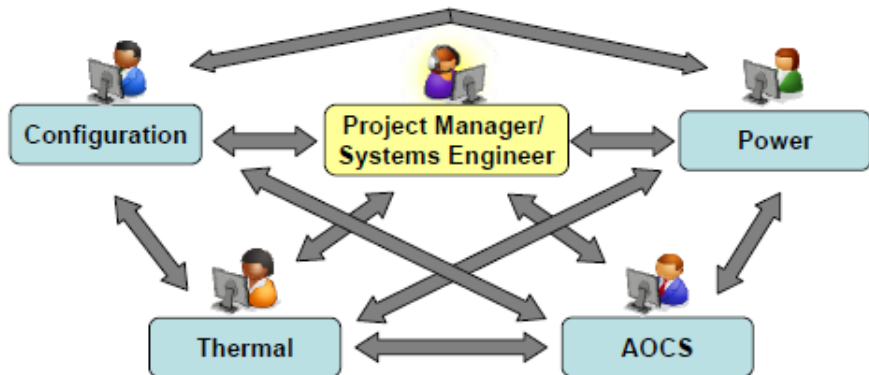 Configuration
Project Manager/
Systems Engineer
Power
Thermal
AOCS